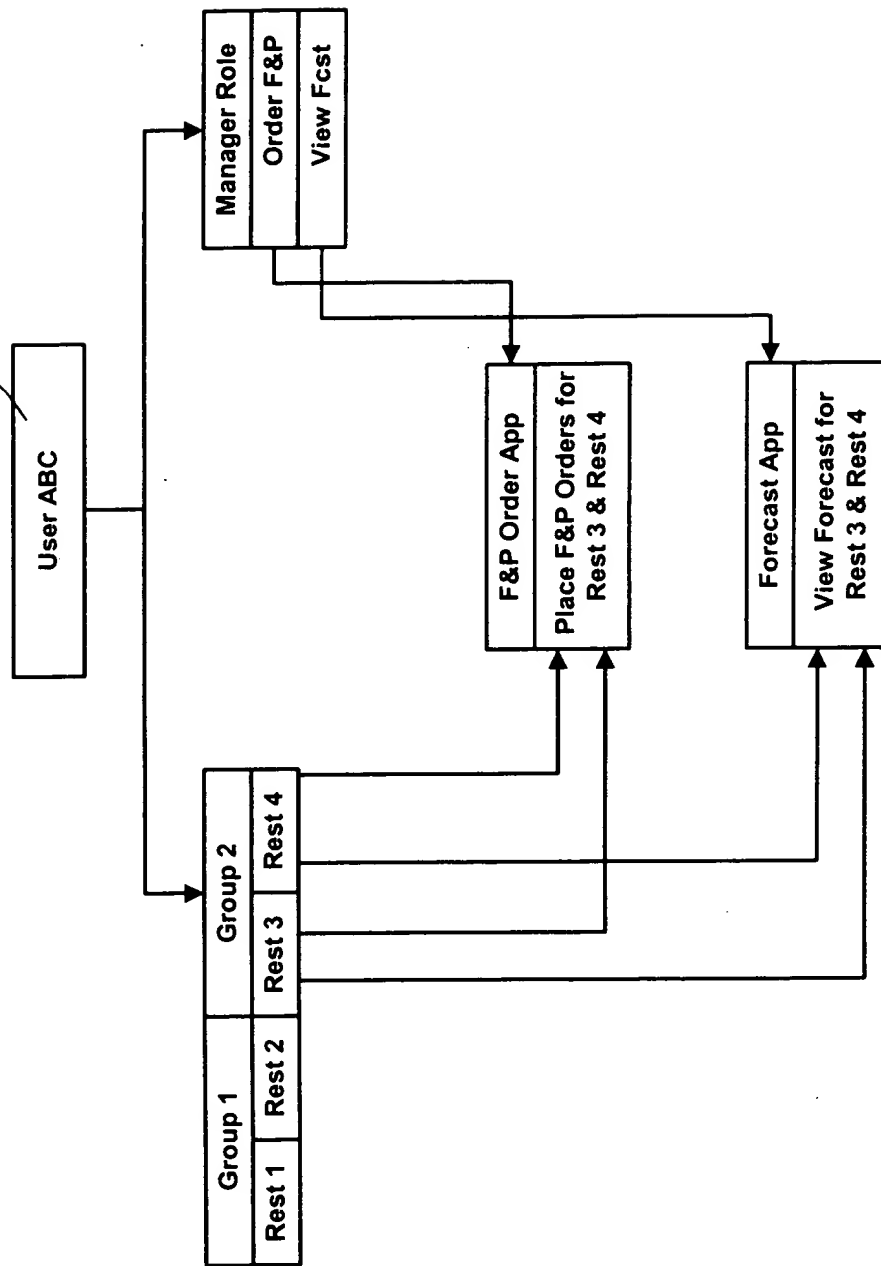 User ABC
Group 1
Group 2
Rest 1
Rest 2
Rest 3
Rest 4
Manager Role
Order F&P
View Fcst
F&P Order App
Place F&P Orders for
Rest 3 & Rest 4
Forecast App
View Forecast for
Rest 3 & Rest 4